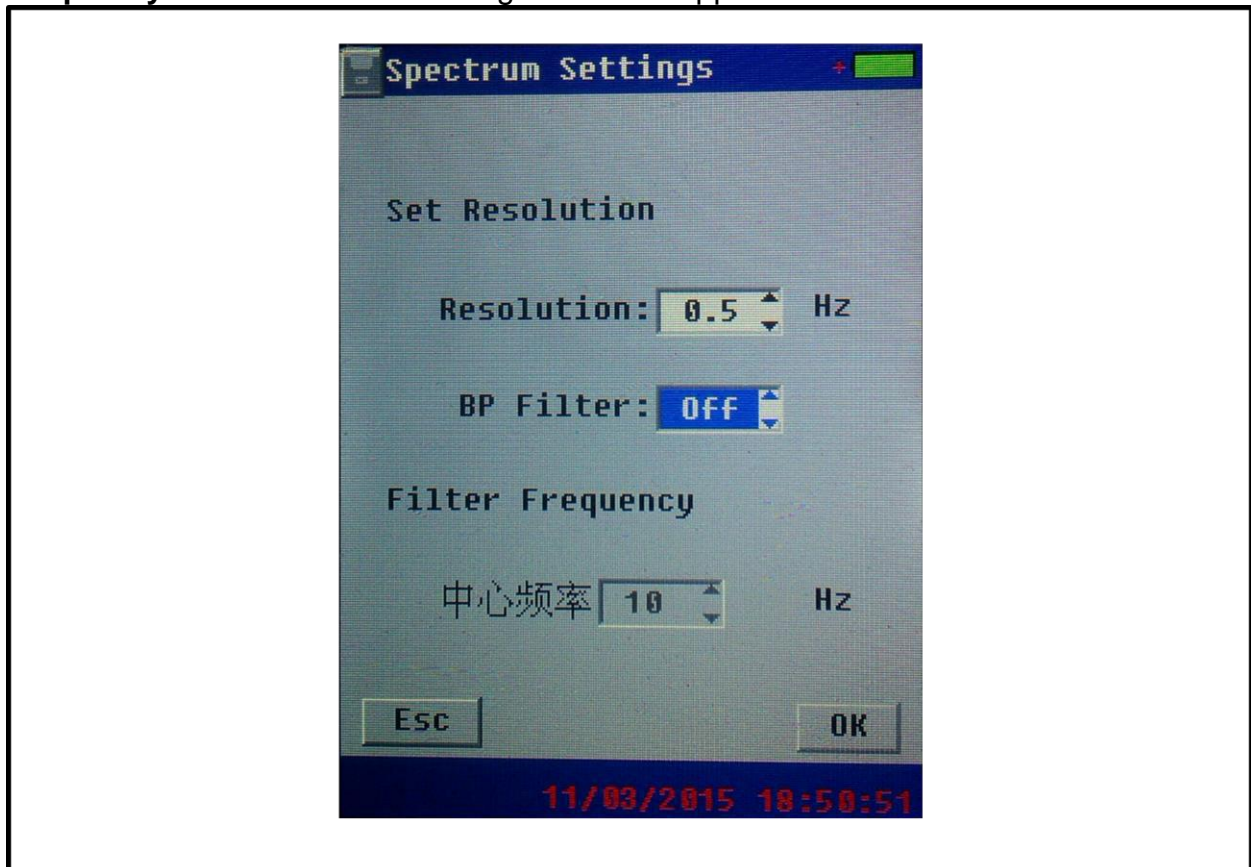 Spectrum Settings
Set Resolution
Resolution: 0.5 Hz
BP Filter: Off
Filter Frequency
中心频率 10 Hz
Esc OK
11/03/2015 18:50:51